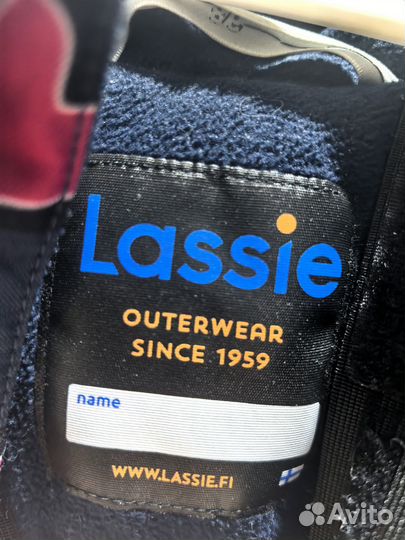 Lassie
OUTERWEAR
SINCE 1959
name
WWW.LASSIE.FI
Avito